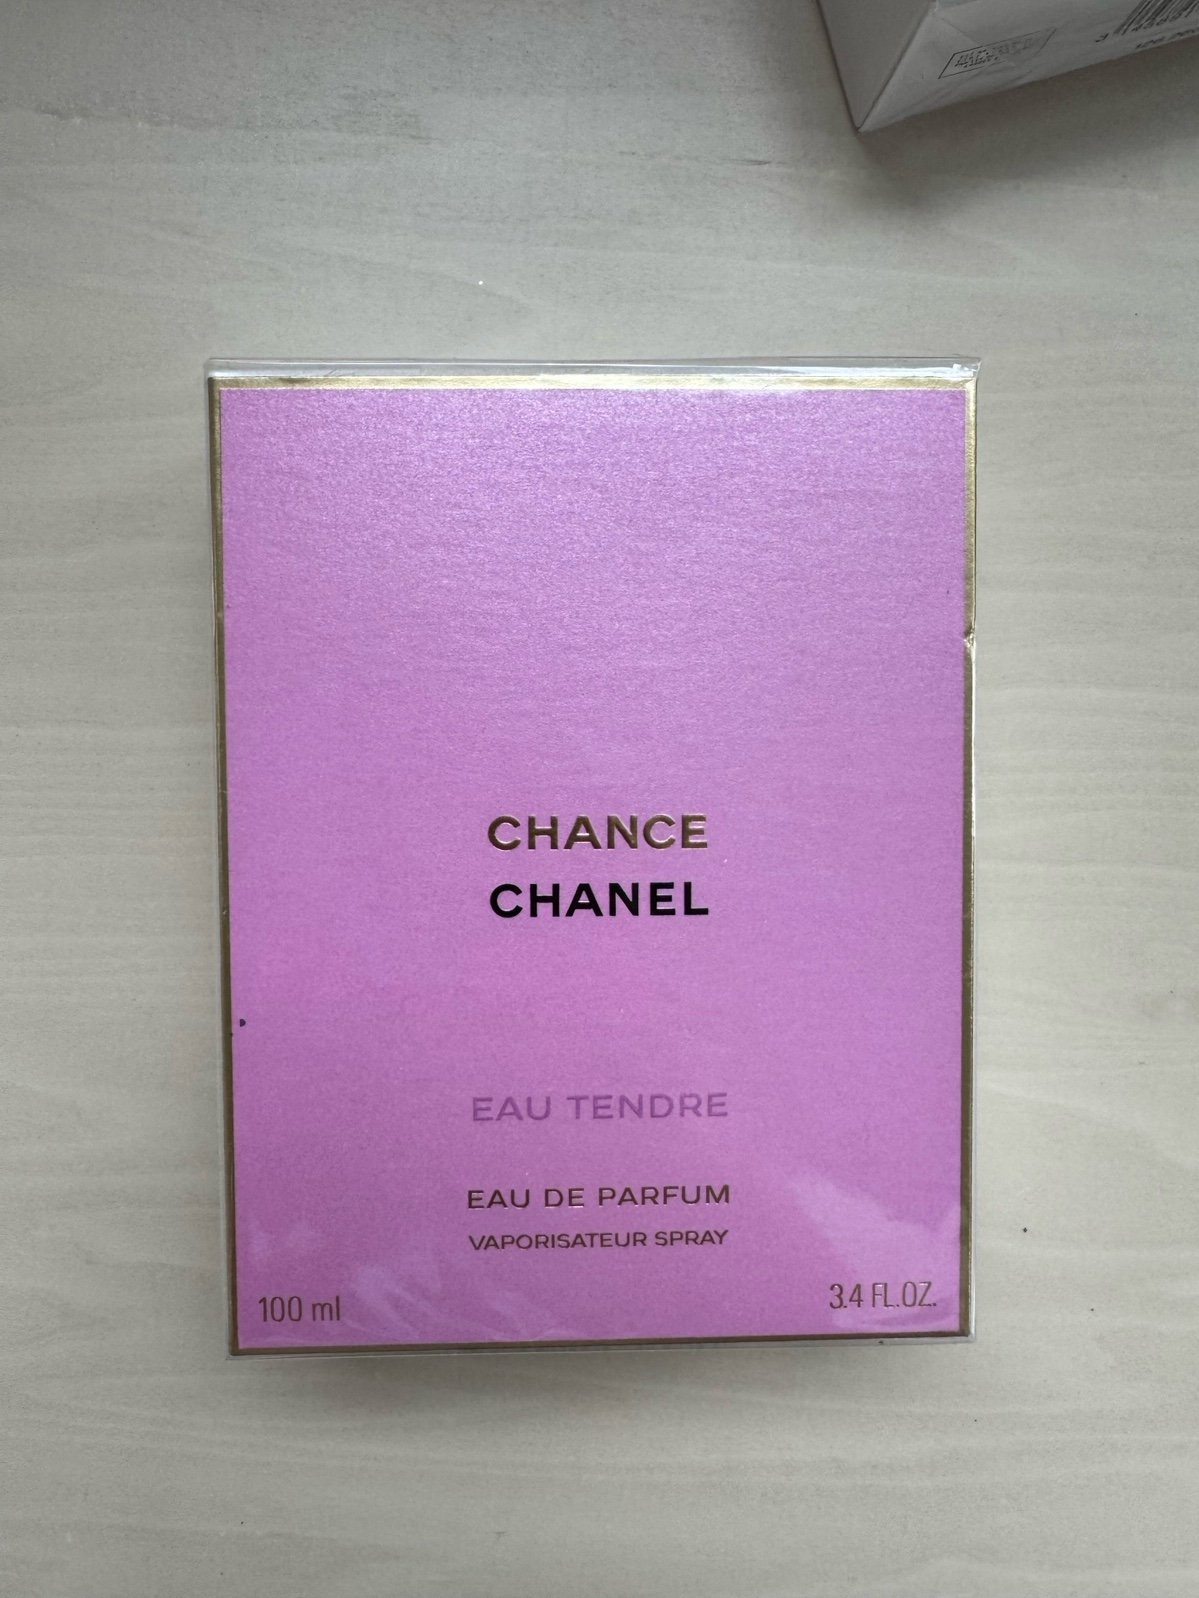 CHANCE
CHANEL
EAU TENDRE
EAU DE PARFUM
VAPORISATEUR SPRAY
100 ml
3.4 FL.OZ.